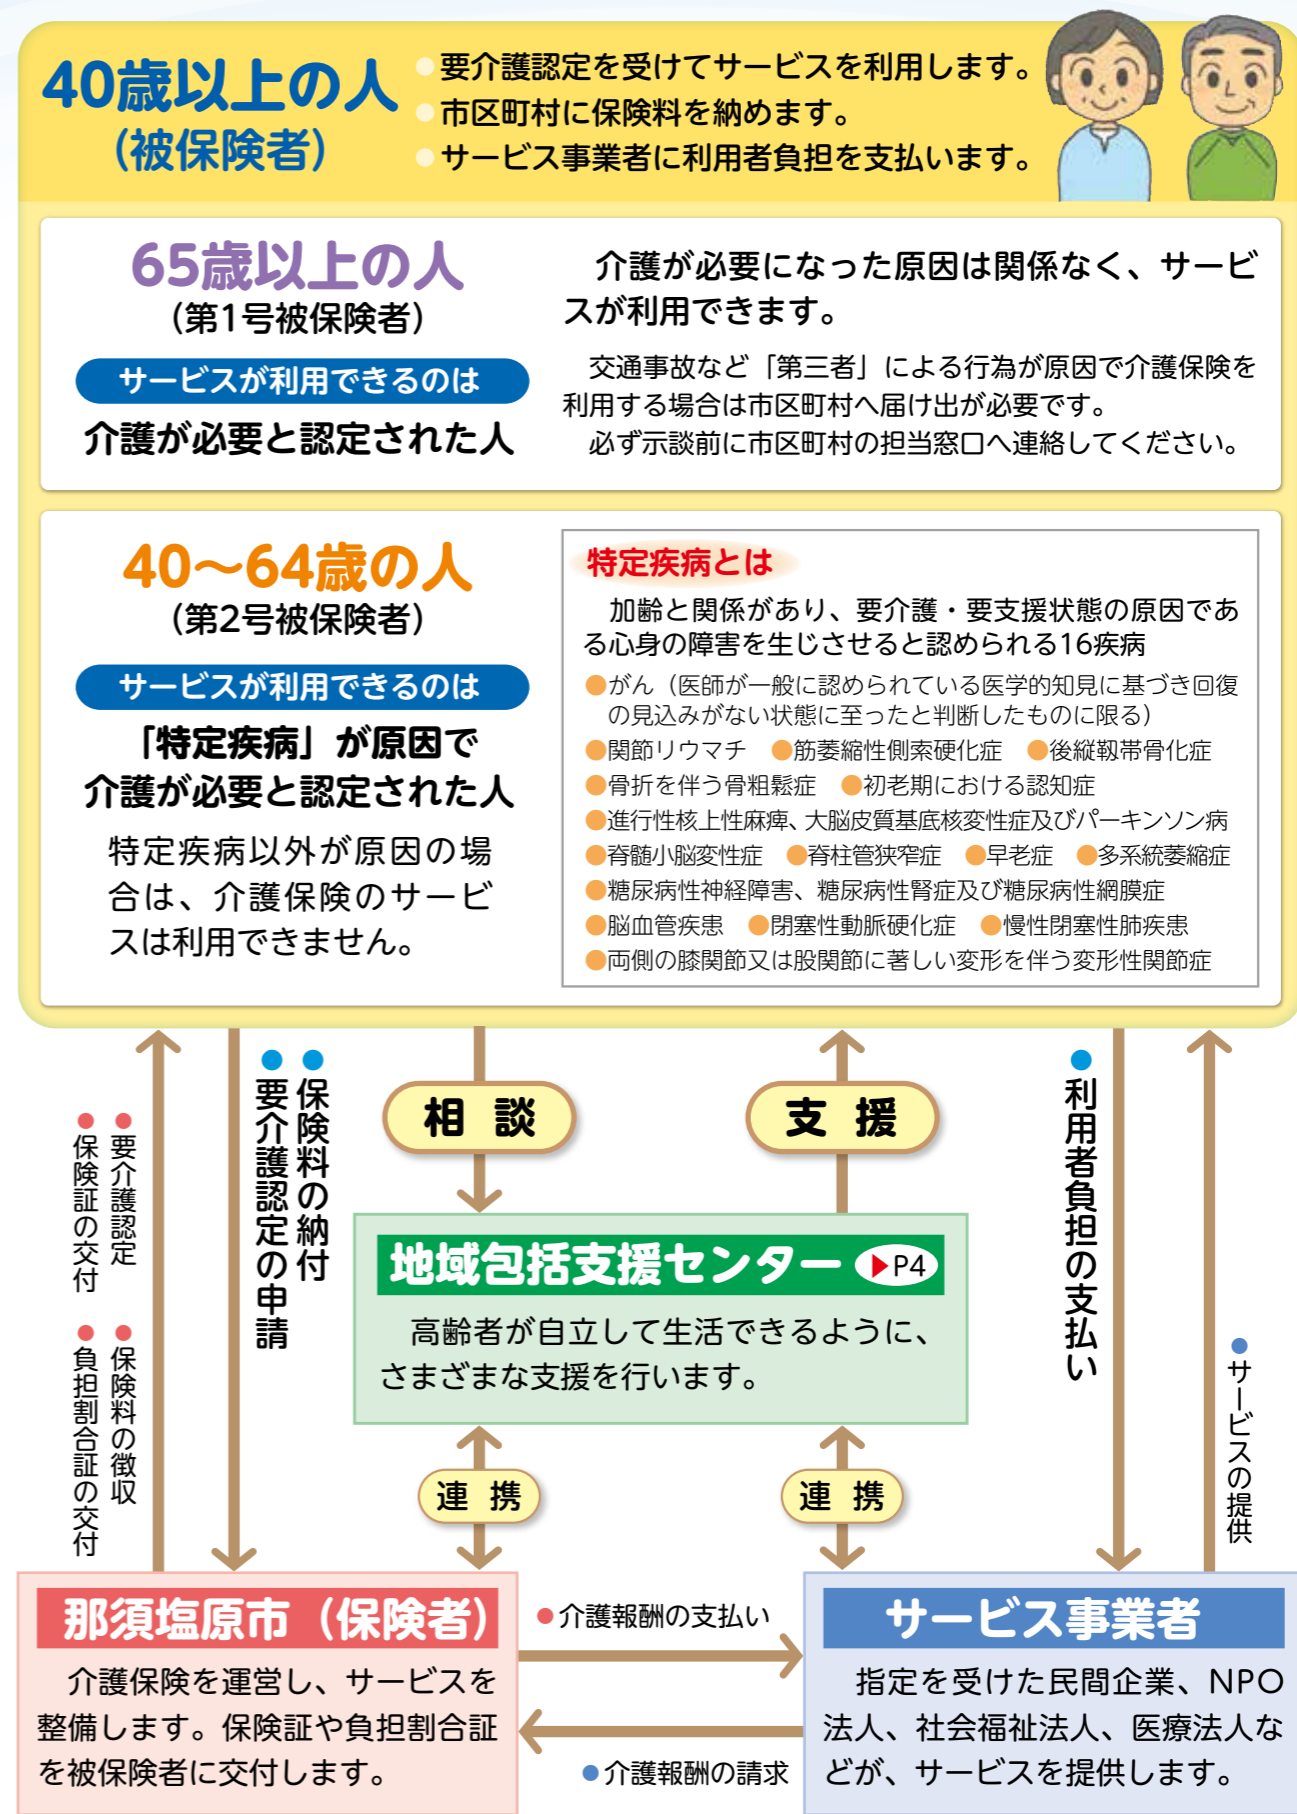 40歳以上の人
(被保険者)
要介護認定を受けてサービスを利用します。
市区町村に保険料を納めます。
サービス事業者に利用者負担を支払います。
65歳以上の人
(第1号被保険者)
サービスが利用できるのは
介護が必要と認定された人
介護が必要になった原因は関係なく、サービ
スが利用できます。
交通事故など「第三者」による行為が原因で介護保険を
利用する場合は市区町村へ届け出が必要です。
必ず示談前に市区町村の担当窓口へ連絡してください。
40〜64歳の人
(第2号被保険者)
サービスが利用できるのは
「特定疾病」が原因で
介護が必要と認定された人
特定疾病以外が原因の場
合は、介護保険のサービ
スは利用できません。
特定疾病とは
加齢と関係があり、要介護・要支援状態の原因であ
る心身の障害を生じさせると認められる16疾病
●がん（医師が一般に認められている医学的知見に基づき回復
の見込みがない状態に至ったと判断したものに限る）
●関節リウマチ ●筋萎縮性側索硬化症 ●後縦靱帯骨化症
●骨折を伴う骨粗鬆症 ●初老期における認知症
●進行性核上性麻痺、大脳皮質基底核変性症及びパーキンソン病
●脊髄小脳変性症 ●脊柱管狭窄症 ●早老症 ●多系統萎縮症
●糖尿病性神経障害、糖尿病性腎症及び糖尿病性網膜症
●脳血管疾患 ●閉塞性動脈硬化症 ●慢性閉塞性肺疾患
●両側の膝関節又は股関節に著しい変形を伴う変形性関節症
●要介護認定
●保険証の交付
●保険料の徴収
●負担割合証の交付
●保険料の納付
●要介護認定の申請
相談
支援
●利用者負担の支払い
●サービスの提供
地域包括支援センター ▶P4
高齢者が自立して生活できるように、
さまざまな支援を行います。
連携
連携
那須塩原市（保険者）
介護保険を運営し、サービスを
整備します。保険証や負担割合証
を被保険者に交付します。
●介護報酬の支払い
●介護報酬の請求
サービス事業者
指定を受けた民間企業、NPO
法人、社会福祉法人、医療法人な
どが、サービスを提供します。